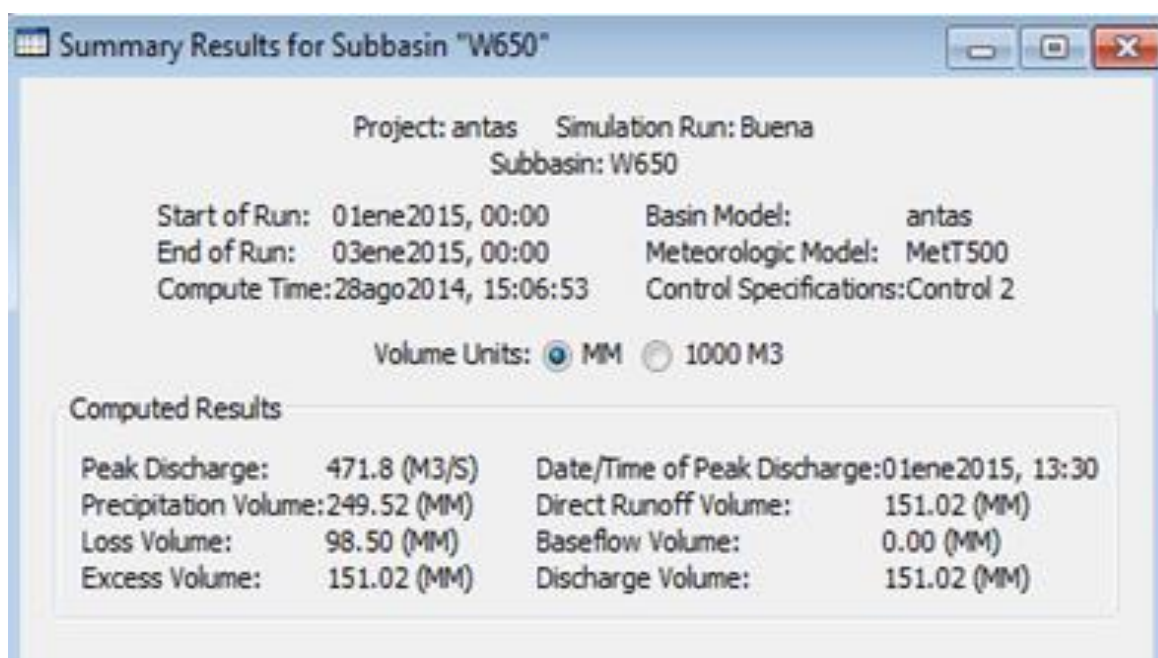 Summary Results for Subbasin "W650"
Project: antas Simulation Run: Buena
Subbasin: W650
Start of Run: 01ene2015, 00:00 Basin Model: antas
End of Run: 03ene2015, 00:00 Meteorologic Model: MetT500
Compute Time:28ago2014, 15:06:53 Control Specifications:Control 2
Volume Units: MM 1000 M3
Computed Results
Peak Discharge: 471.8 (M3/S) Date/Time of Peak Discharge:01ene2015, 13:30
Precipitation Volume:249.52 (MM) Direct Runoff Volume: 151.02 (MM)
Loss Volume: 98.50 (MM) Baseflow Volume: 0.00 (MM)
Excess Volume: 151.02 (MM) Discharge Volume: 151.02 (MM)